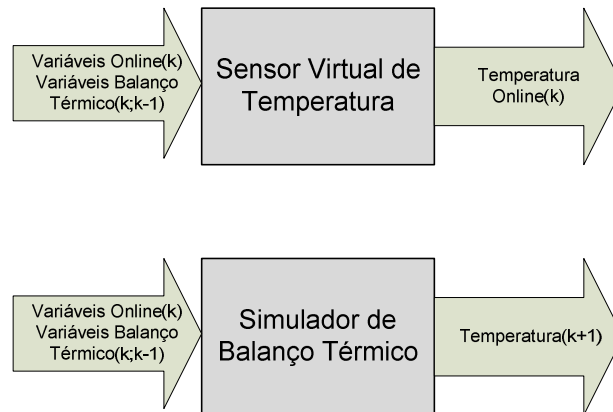 Variáveis Online(k)
Variáveis Balanço
Térmico(k;k-1)
Sensor Virtual de
Temperatura
Temperatura
Online(k)
Variáveis Online(k)
Variáveis Balanço
Térmico(k;k-1)
Simulador de
Balanço Térmico
Temperatura(k+1)